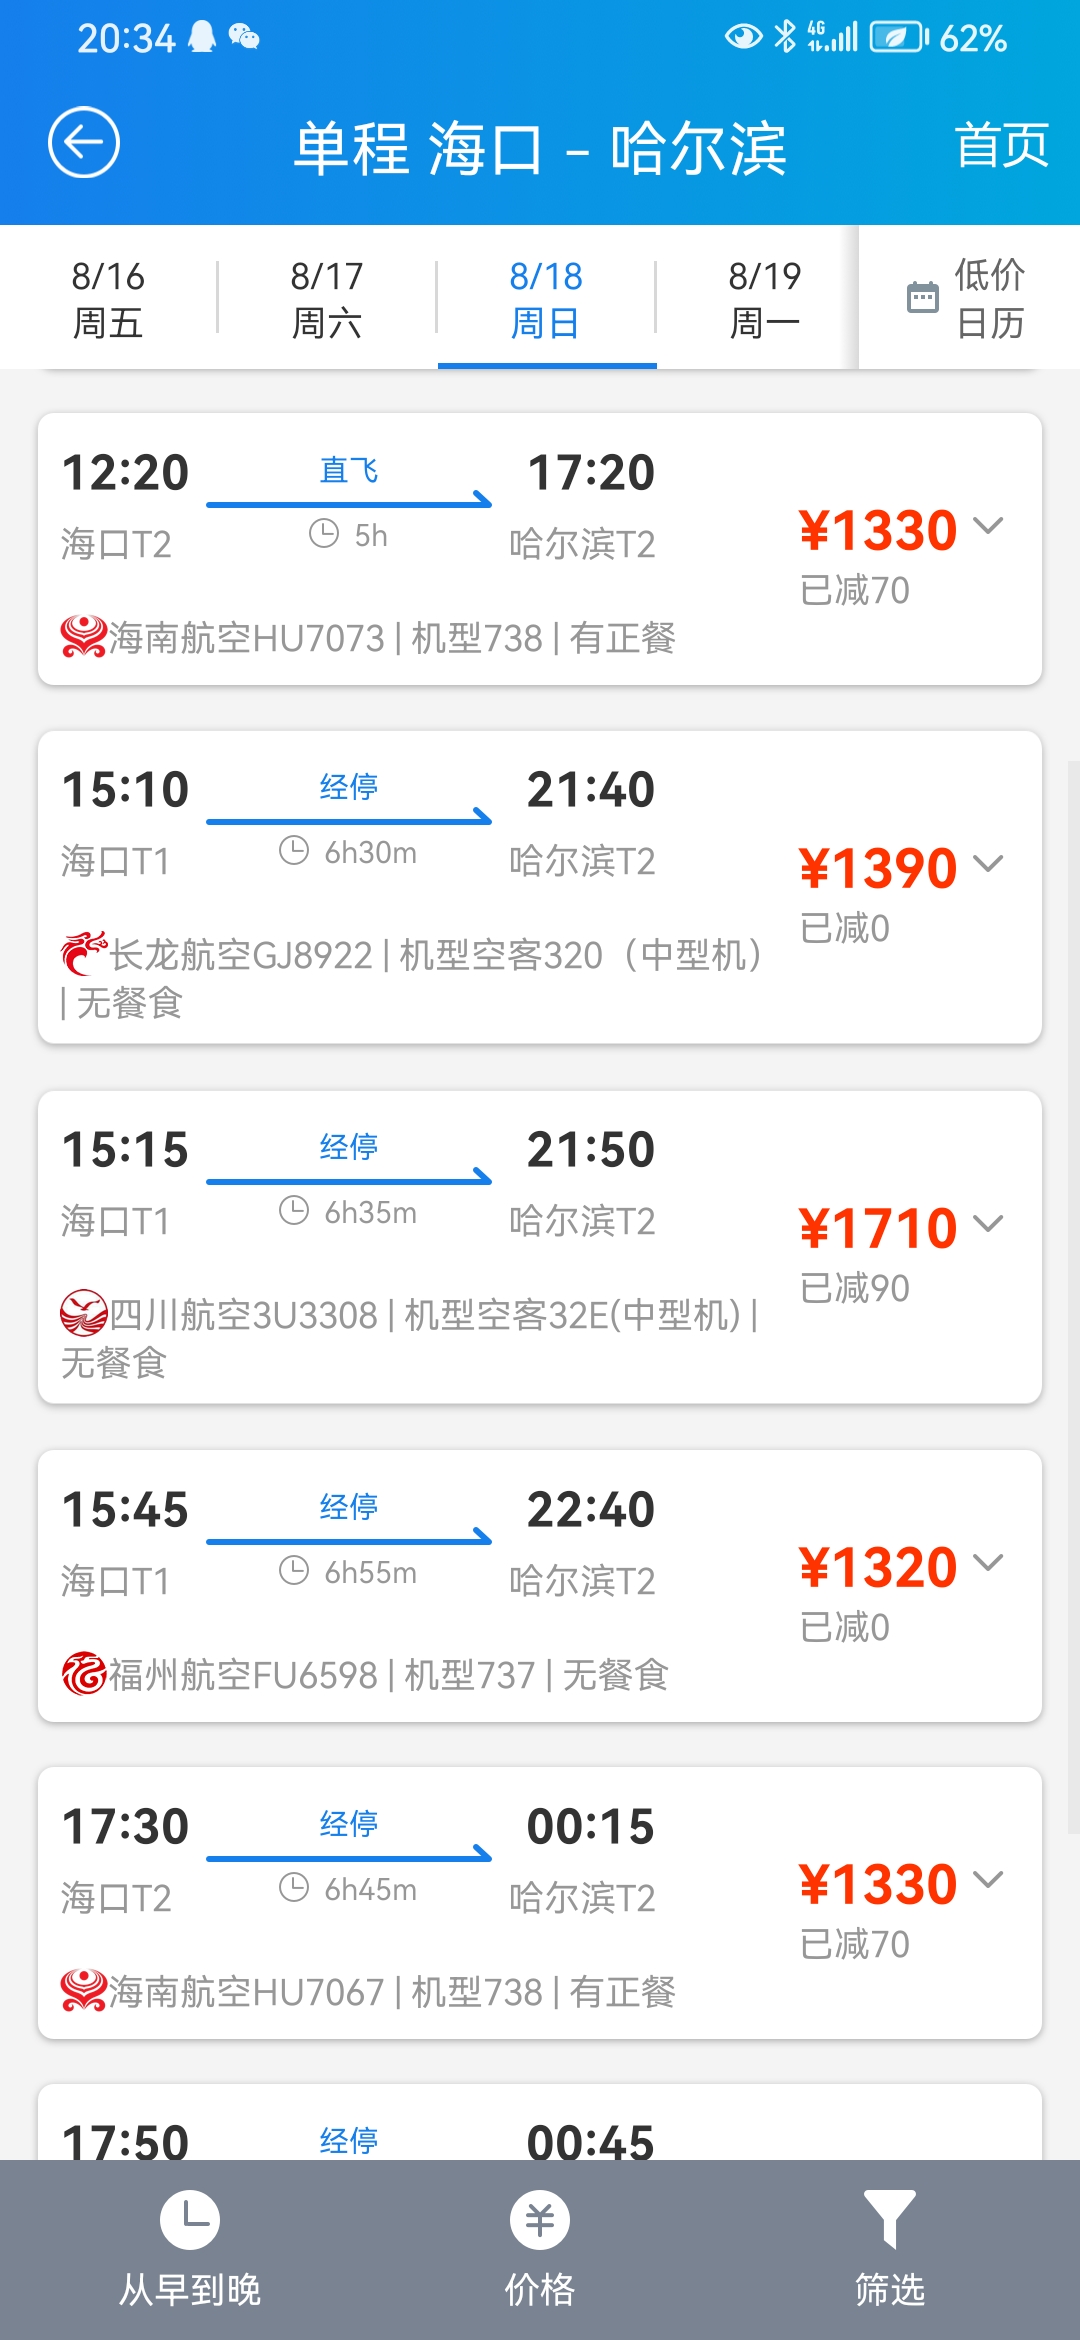 20:34 4G 62%
单程 海口 - 哈尔滨 首页
8/16 8/17 8/18 8/19 低价
周五 周六 周日 周一 日历
12:20 直飞 17:20
¥1330
海口T2 5h 哈尔滨T2
已减70
海南航空HU7073 | 机型738 | 有正餐
15:10 经停 21:40
海口T1 6h30m 哈尔滨T2 ¥1390
已减0
长龙航空GJ8922 | 机型空客320（中型机）
| 无餐食
15:15 经停 21:50
海口T1 6h35m 哈尔滨T2 ¥1710
已减90
四川航空3U3308 | 机型空客32E(中型机) |
无餐食
15:45 经停 22:40
海口T1 6h55m 哈尔滨T2 ¥1320
已减0
福州航空FU6598 | 机型737 | 无餐食
17:30 经停 00:15
海口T2 6h45m 哈尔滨T2 ¥1330
已减70
海南航空HU7067 | 机型738 | 有正餐
17:50 经停 00:45
从早到晚 价格 筛选